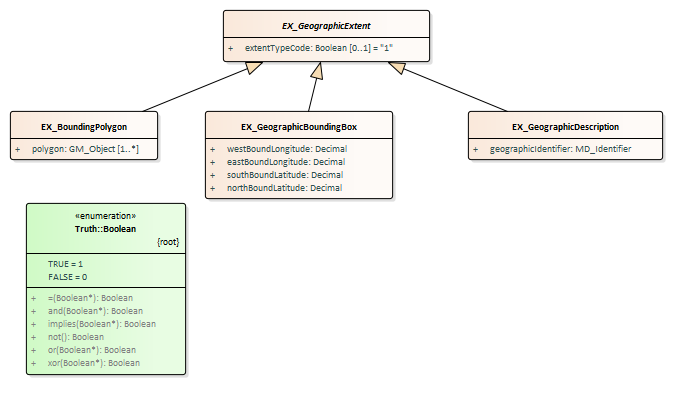 EX_GeographicExtent
+ extentTypeCode: Boolean [0..1] = "1"
EX_BoundingPolygon
+ polygon: GM_Object [1..*]
EX_GeographicBoundingBox
+ westBoundLongitude: Decimal
+ eastBoundLongitude: Decimal
+ southBoundLatitude: Decimal
+ northBoundLatitude: Decimal
EX_GeographicDescription
+ geographicIdentifier: MD_Identifier
«enumeration»
Truth::Boolean
{root}
TRUE = 1
FALSE = 0
+ =(Boolean*): Boolean
+ and(Boolean*): Boolean
+ implies(Boolean*): Boolean
+ not(): Boolean
+ or(Boolean*): Boolean
+ xor(Boolean*): Boolean